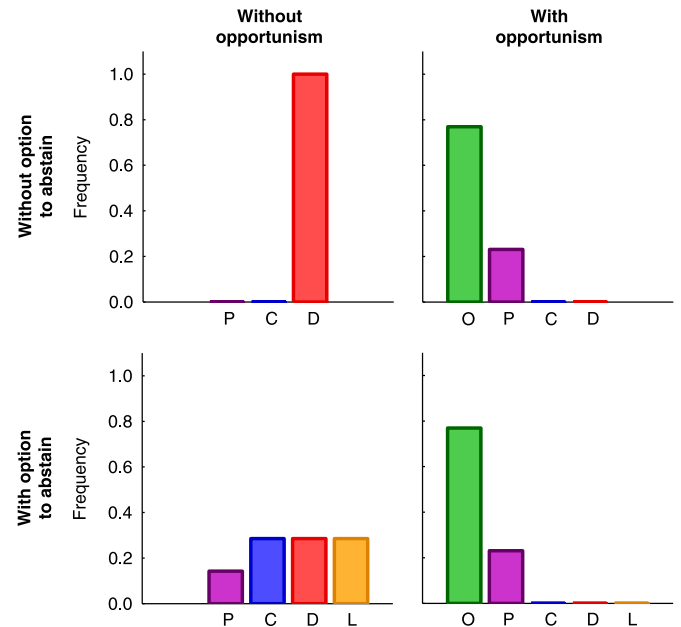 Without
opportunism
With
opportunism
Without option
to abstain
Frequency
1.0
0.8
0.6
0.4
0.2
0.0
P C D
O P C D
With option
to abstain
Frequency
1.0
0.8
0.6
0.4
0.2
0.0
P C D L
O P C D L